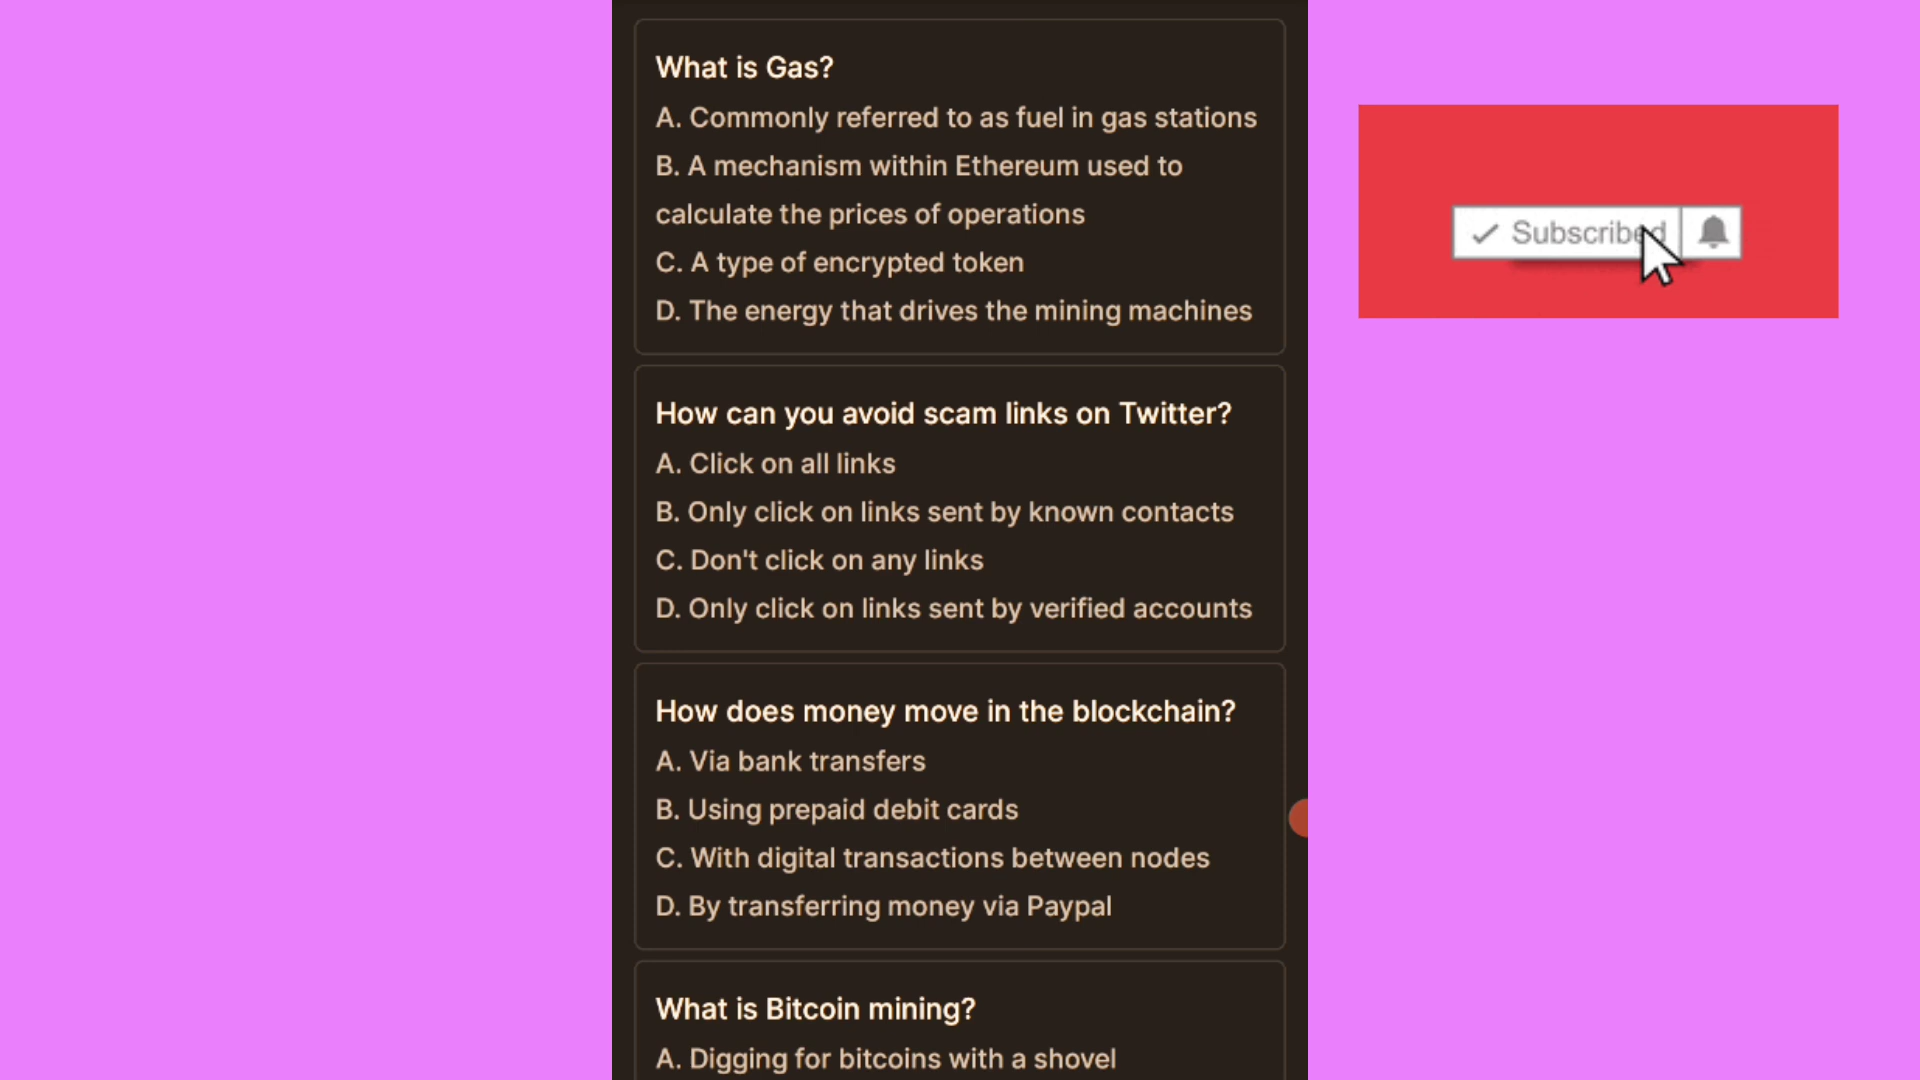 What is Gas?
A. Commonly referred to as fuel in gas stations
B. A mechanism within Ethereum used to
calculate the prices of operations
C. A type of encrypted token
D. The energy that drives the mining machines
How can you avoid scam links on Twitter?
A. Click on all links
B. Only click on links sent by known contacts
C. Don't click on any links
D. Only click on links sent by verified accounts
How does money move in the blockchain?
A. Via bank transfers
B. Using prepaid debit cards
C. With digital transactions between nodes
D. By transferring money via Paypal
What is Bitcoin mining?
A. Digging for bitcoins with a shovel
Subscribed